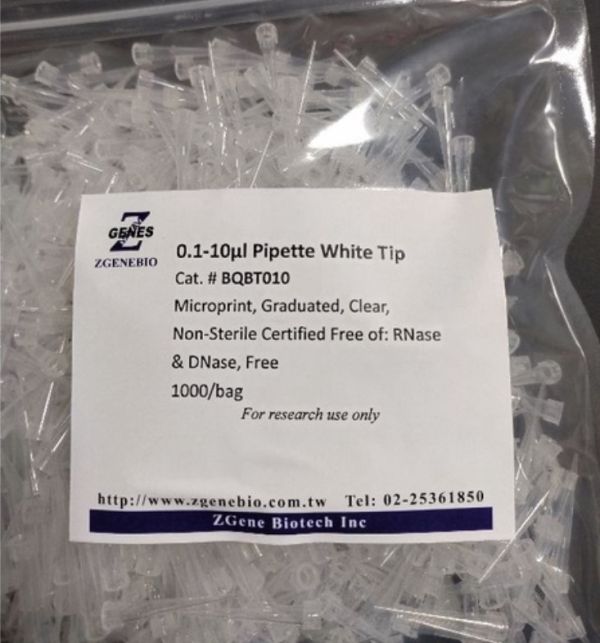 Z
GENES
ZGENEBIO
0.1-10µl Pipette White Tip
Cat. # BQBT010
Microprint, Graduated, Clear,
Non-Sterile Certified Free of: RNase
& DNase, Free
1000/bag
For research use only
http://www.zgenebio.com.tw Tel: 02-25361850
ZGene Biotech Inc